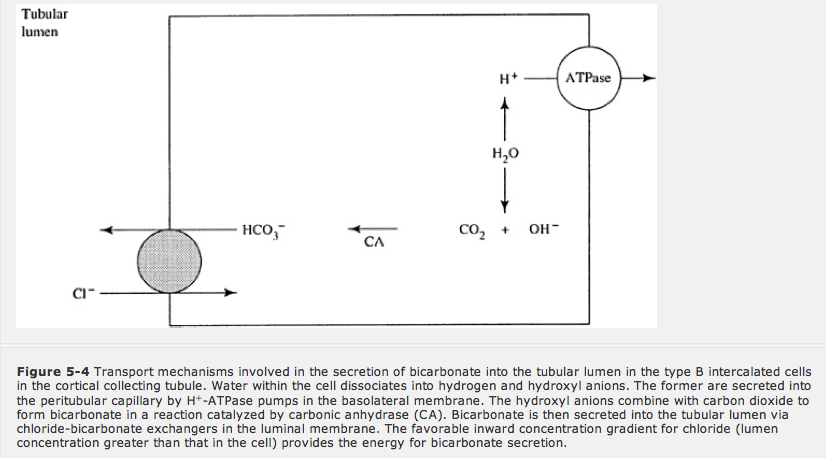 Tubular
lumen
H⁺
ATPase
H₂O
HCO₃⁻
CA
CO₂ + OH⁻
Cl⁻
Figure 5-4 Transport mechanisms involved in the secretion of bicarbonate into the tubular lumen in the type B intercalated cells
in the cortical collecting tubule. Water within the cell dissociates into hydrogen and hydroxyl anions. The former are secreted into
the peritubular capillary by H⁺-ATPase pumps in the basolateral membrane. The hydroxyl anions combine with carbon dioxide to
form bicarbonate in a reaction catalyzed by carbonic anhydrase (CA). Bicarbonate is then secreted into the tubular lumen via
chloride-bicarbonate exchangers in the luminal membrane. The favorable inward concentration gradient for chloride (lumen
concentration greater than that in the cell) provides the energy for bicarbonate secretion.